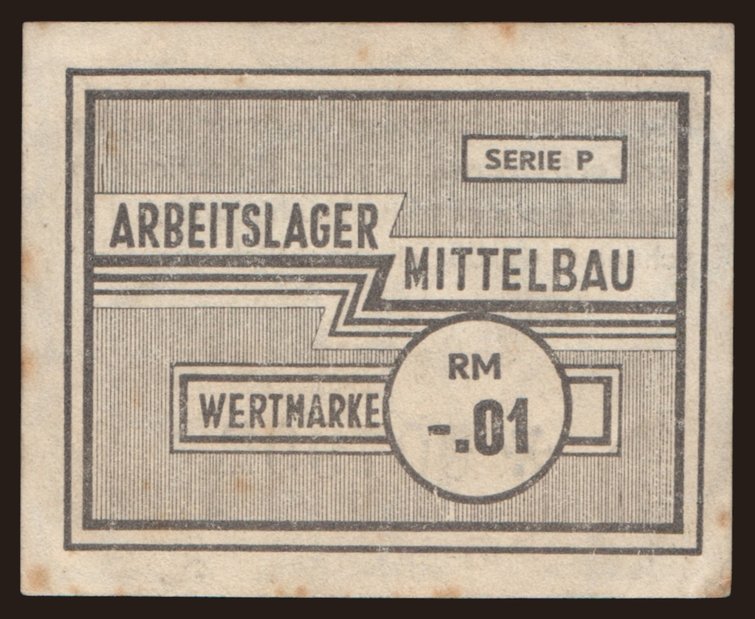 SERIE P
ARBEITSLAGER
MITTELBAU
RM
WERTMARKE
-.01